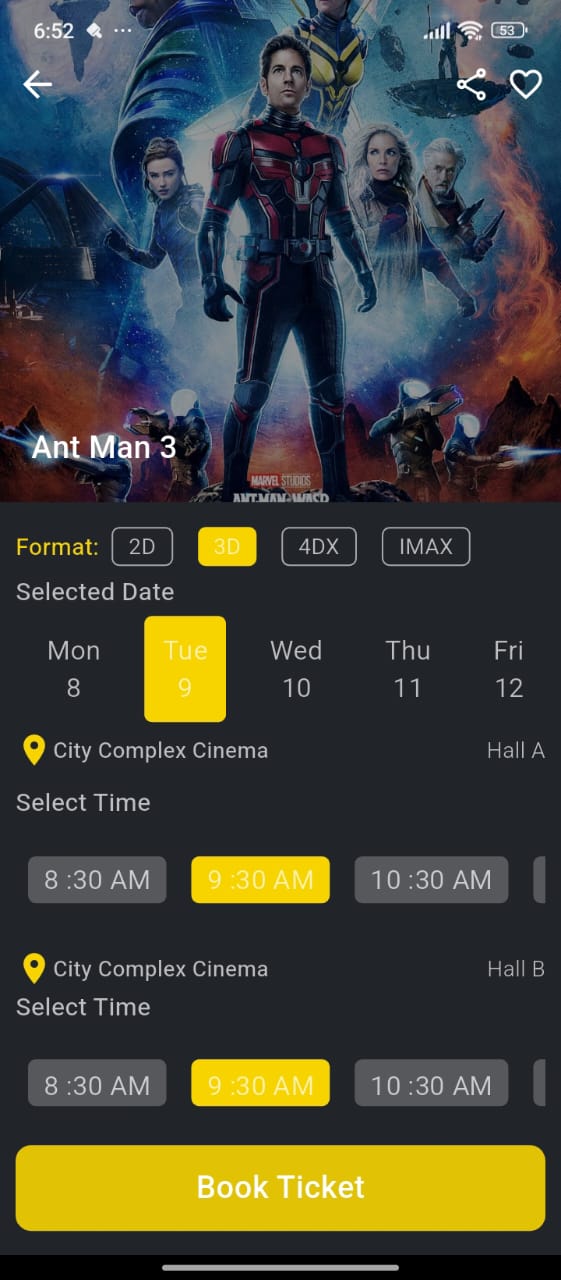 6:52 ... 53
Ant Man 3
MARVEL STUDIOS
ANT-MAN AND THE WASP
Format: 2D 3D 4DX IMAX
Selected Date
Mon Tue Wed Thu Fri
8 9 10 11 12
City Complex Cinema Hall A
Select Time
8 :30 AM 9 :30 AM 10 :30 AM
City Complex Cinema Hall B
Select Time
8 :30 AM 9 :30 AM 10 :30 AM
Book Ticket